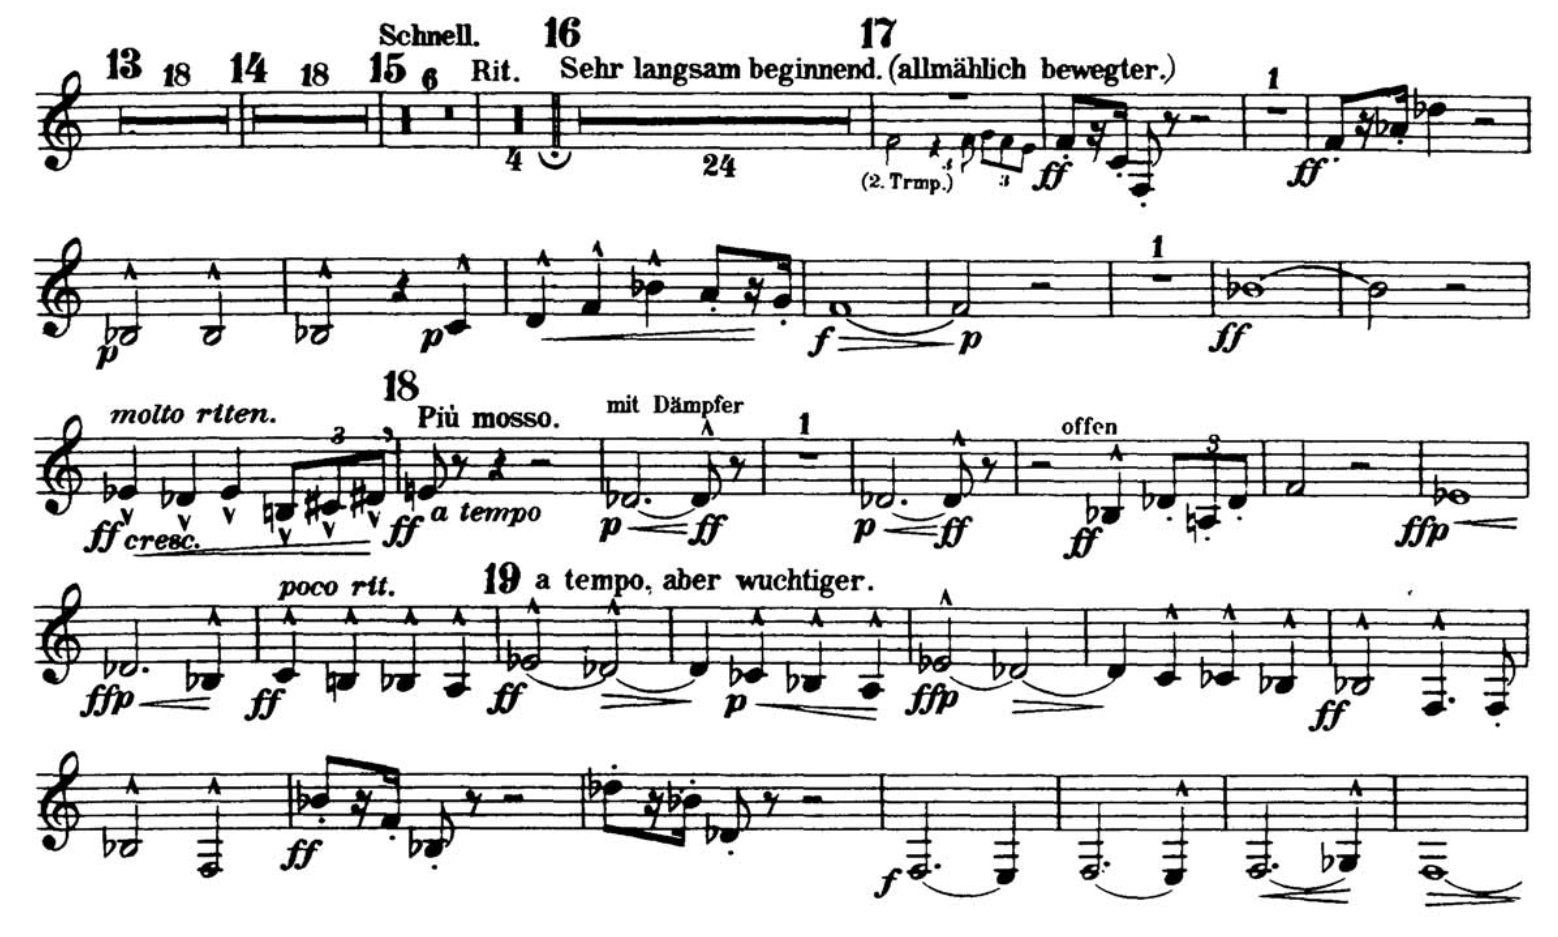 Schnell. 16 17
13 18 14 18 15 6 Rit. Sehr langsam beginnend. (allmählich bewegter.) 1
4 24 (2. Trmp.) 3 3 ff ff
1
p p f p ff
18
molto riten. Più mosso. mit Dämpfer 1 offen
3 3
ff cresc. ff a tempo p ff p ff ff ffp
poco rit. 19 a tempo, aber wuchtiger.
ffp ff ff p ffp ff
ff f